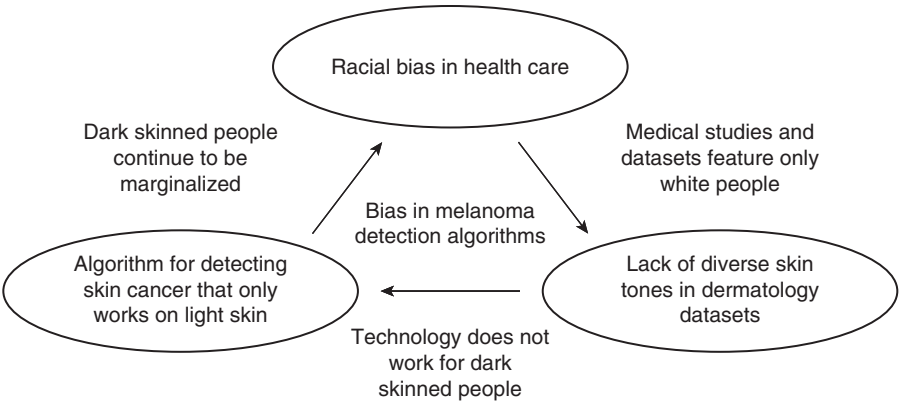 Racial bias in health care
Dark skinned people
continue to be
marginalized
Medical studies and
datasets feature only
white people
Bias in melanoma
detection algorithms
Algorithm for detecting
skin cancer that only
works on light skin
Lack of diverse skin
tones in dermatology
datasets
Technology does not
work for dark
skinned people